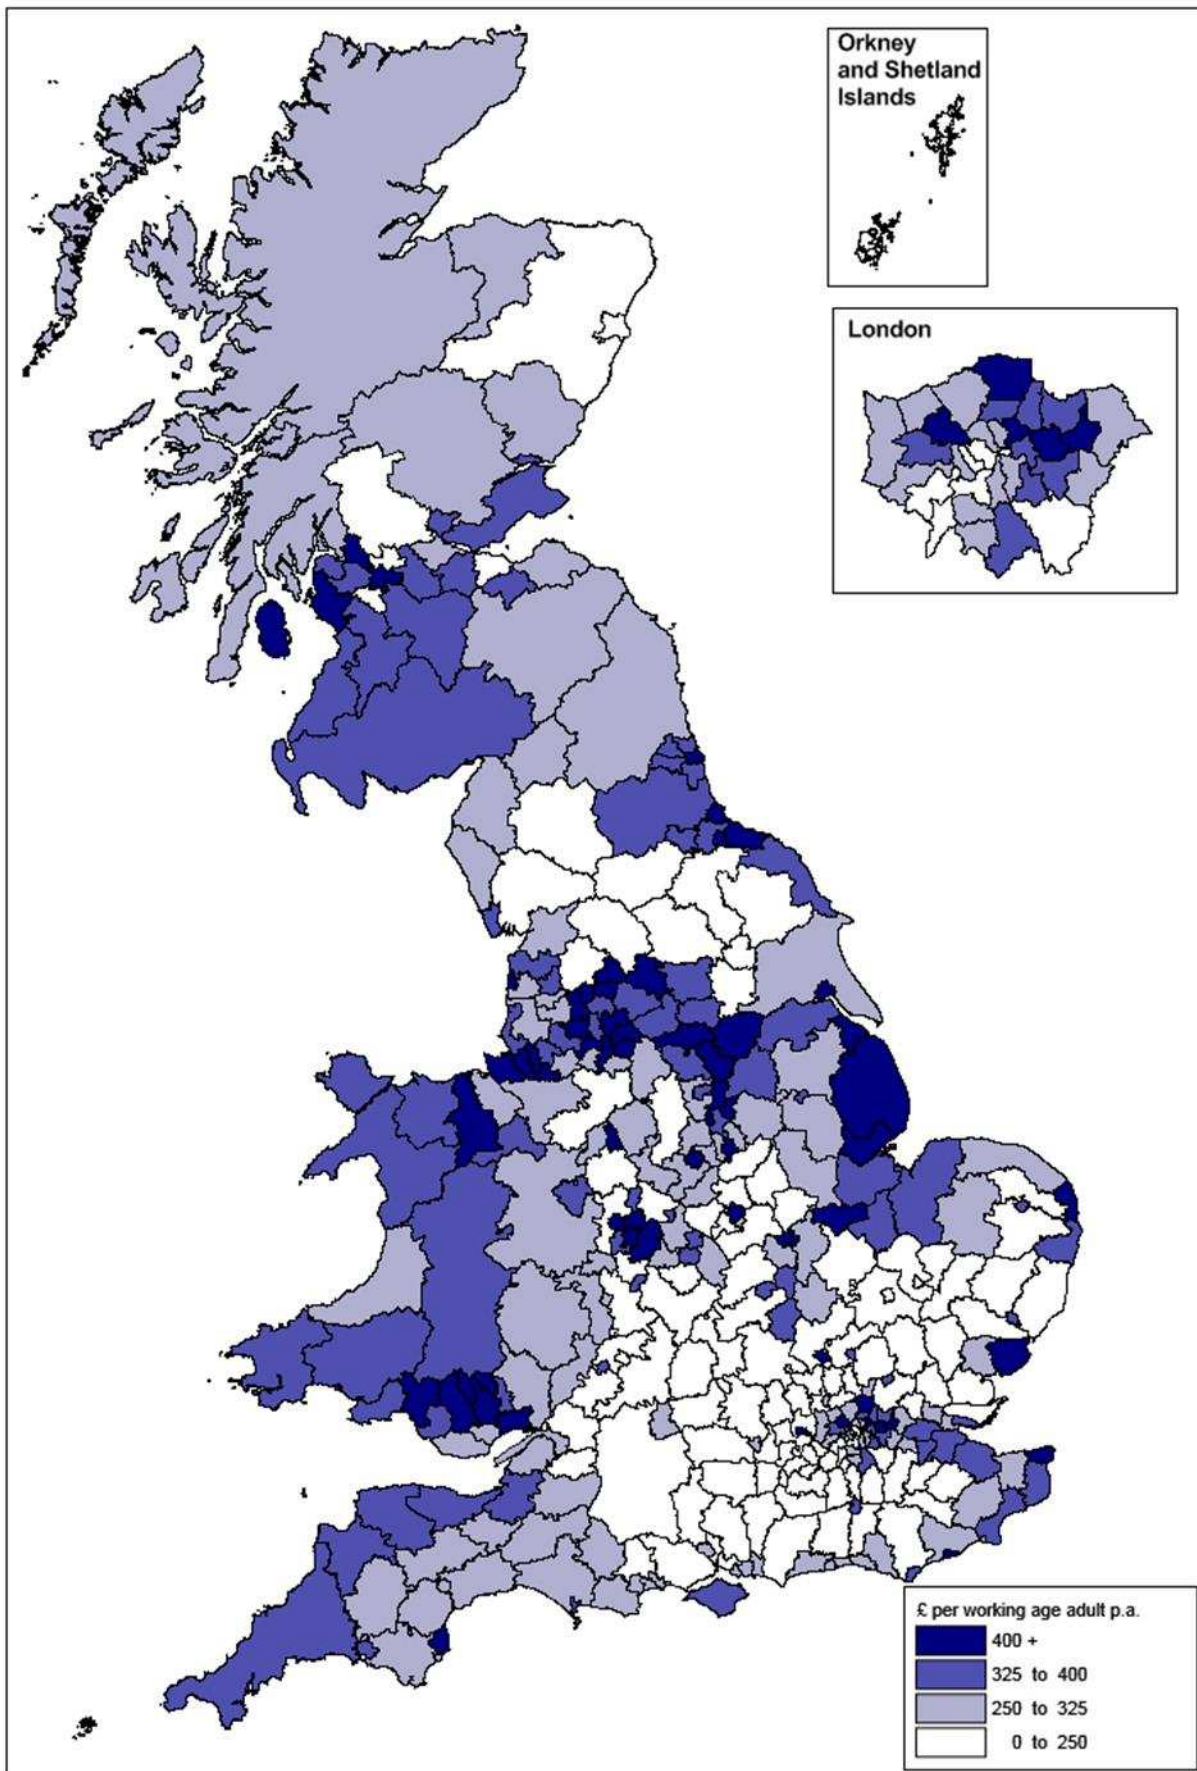 Orkney
and Shetland
Islands
London
£ per working age adult p.a.
400 +
325 to 400
250 to 325
0 to 250